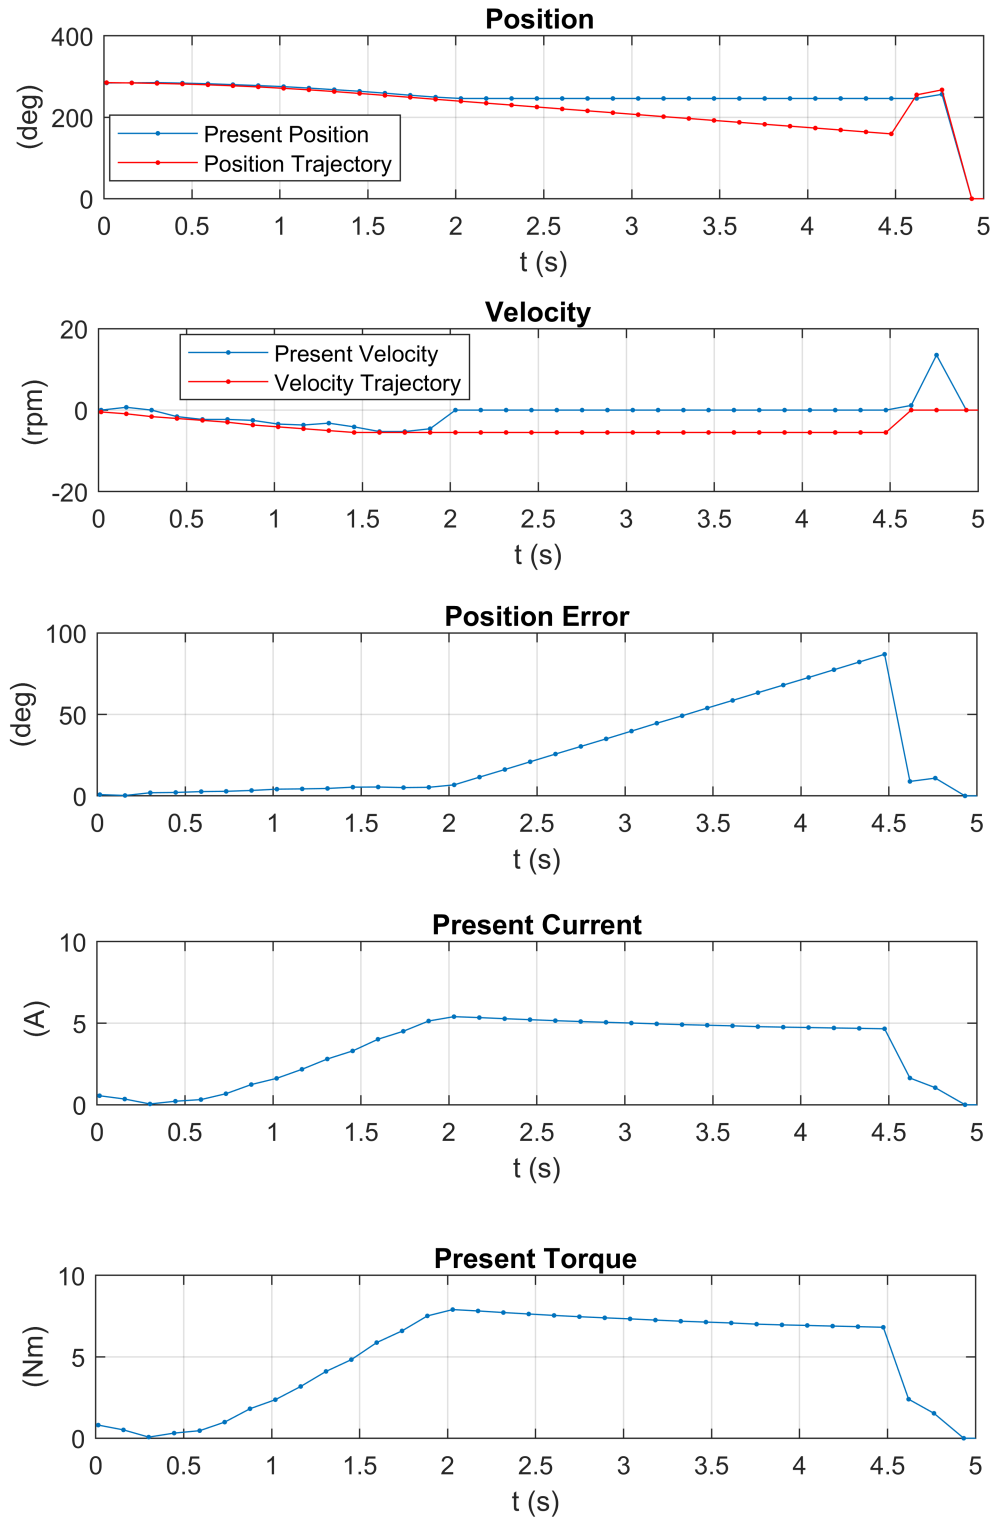 Position
400
200
0
(deg)
Present Position
Position Trajectory
0 0.5 1 1.5 2 2.5 3 3.5 4 4.5 5
t (s)
Velocity
20
0
-20
(rpm)
Present Velocity
Velocity Trajectory
0 0.5 1 1.5 2 2.5 3 3.5 4 4.5 5
t (s)
Position Error
100
50
0
(deg)
0 0.5 1 1.5 2 2.5 3 3.5 4 4.5 5
t (s)
Present Current
10
5
0
(A)
0 0.5 1 1.5 2 2.5 3 3.5 4 4.5 5
t (s)
Present Torque
10
5
0
(Nm)
0 0.5 1 1.5 2 2.5 3 3.5 4 4.5 5
t (s)